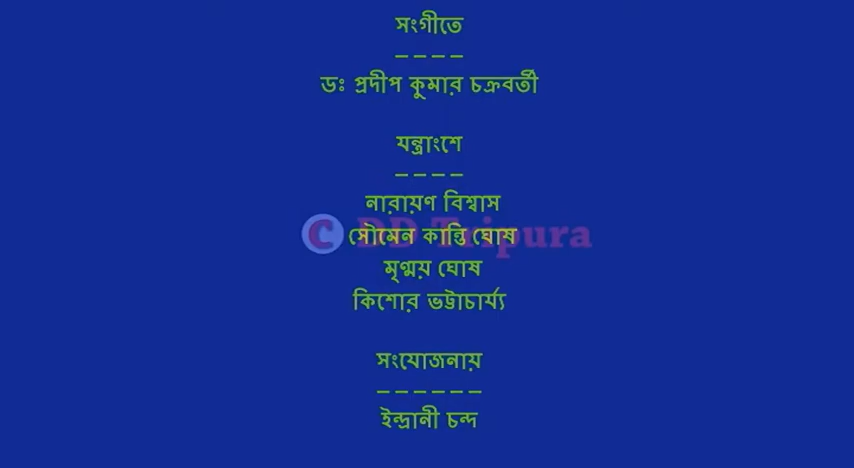 সংগীতে
– – – –
ডঃ প্রদীপ কুমার চক্রবর্তী
যন্ত্রাংশে
– – – –
নারায়ণ বিশ্বাস
© DD Tripura
সৌমেন কান্তি ঘোষ
মৃণ্ময় ঘোষ
কিশোর ভট্টাচার্য্য
সংযোজনায়
– – – – – –
ইন্দ্রানী চন্দ